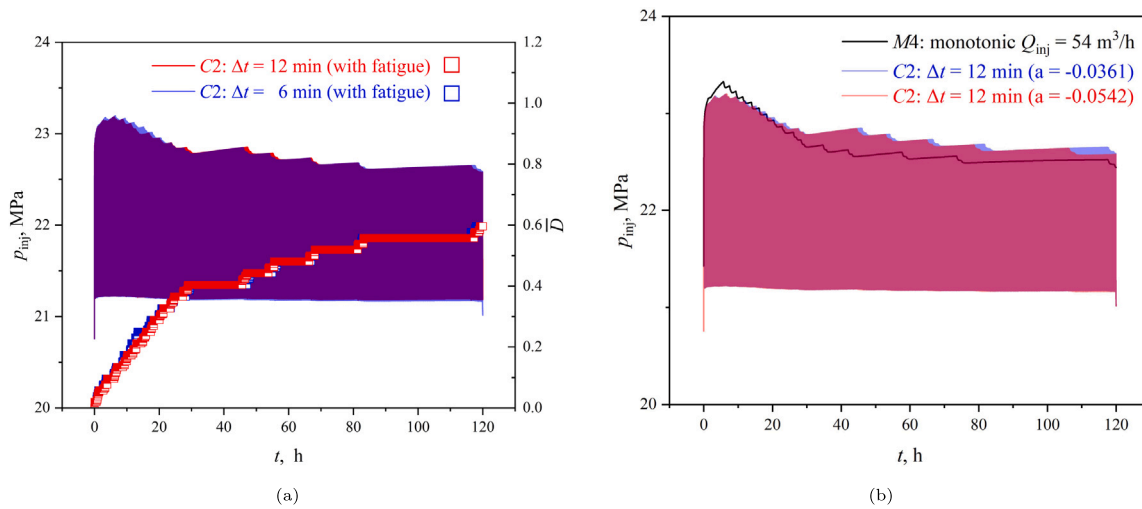 C2: Δt = 12 min (with fatigue)
C2: Δt = 6 min (with fatigue)
24
23
22
21
20
p_inj, MPa
1.2
1.0
0.8
0.6
0.4
0.2
0.0
D̅
0 20 40 60 80 100 120
t, h
(a)
M4: monotonic Q_inj = 54 m³/h
C2: Δt = 12 min (a = -0.0361)
C2: Δt = 12 min (a = -0.0542)
24
22
20
p_inj, MPa
0 20 40 60 80 100 120
t, h
(b)